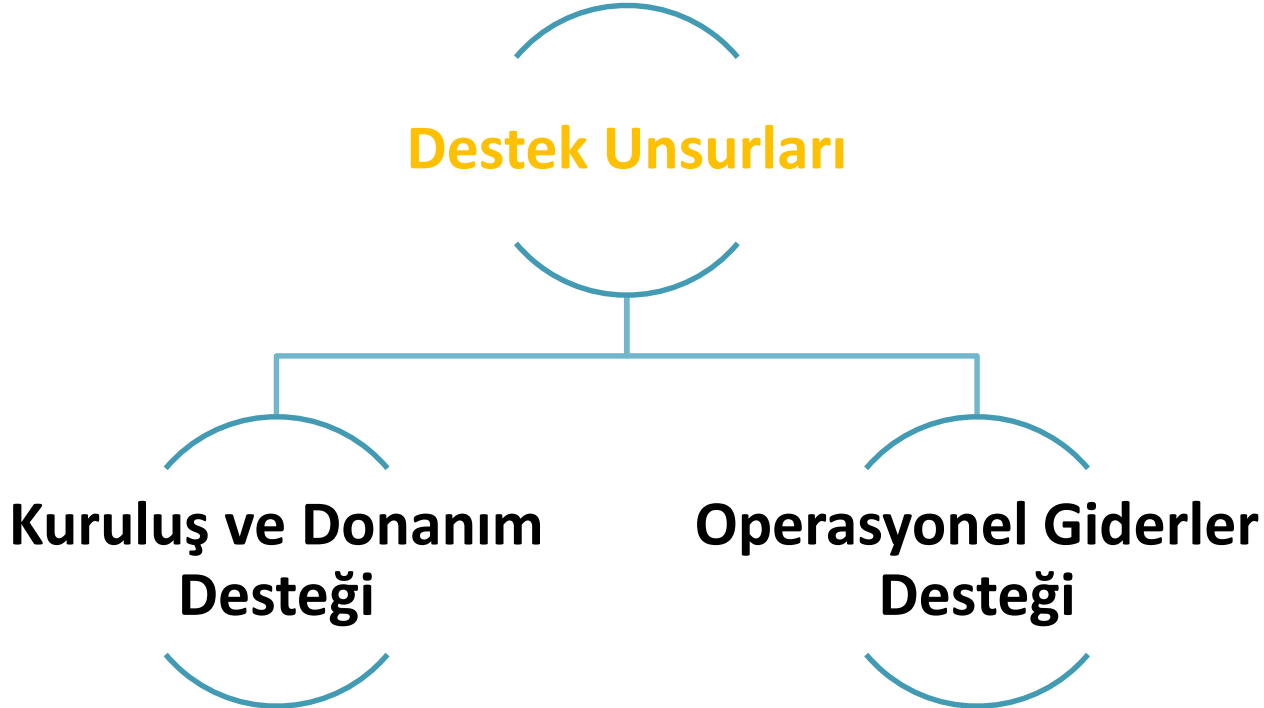 Destek Unsurları
Kuruluş ve Donanım
Desteği
Operasyonel Giderler
Desteği